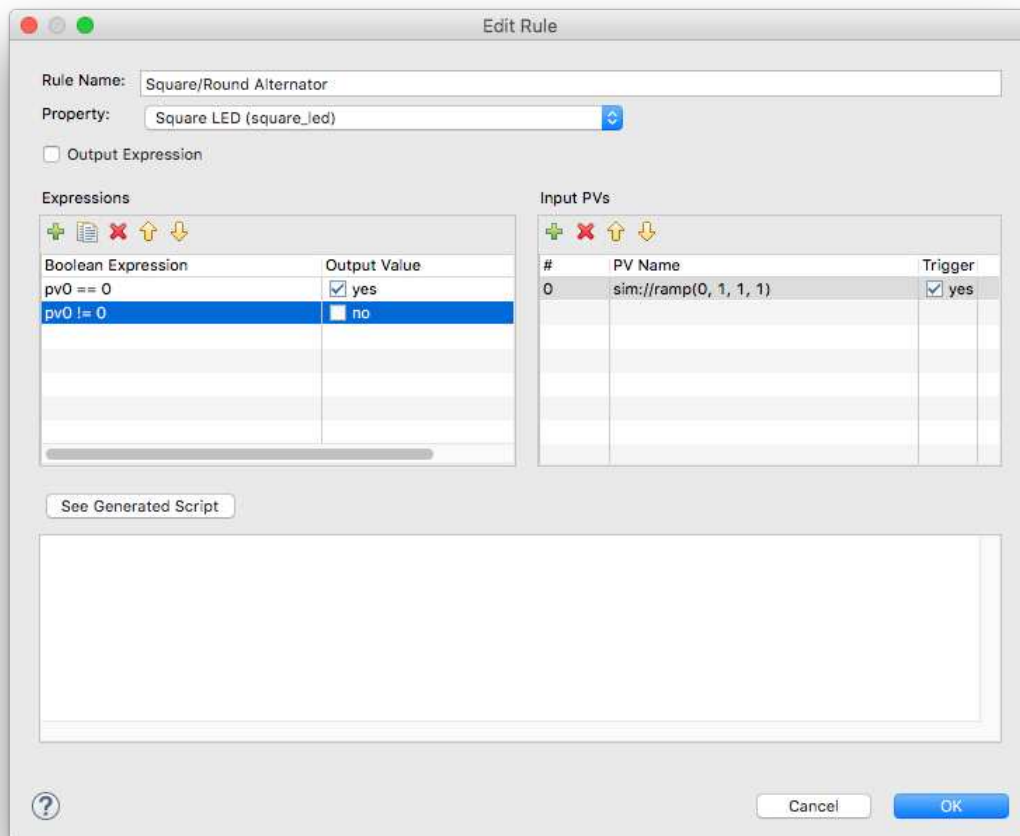 Edit Rule
Rule Name: Square/Round Alternator
Property: Square LED (square_led)
Output Expression
Expressions
Boolean Expression Output Value
pv0 == 0 yes
pv0 != 0 no
Input PVs
# PV Name Trigger
0 sim://ramp(0, 1, 1, 1) yes
See Generated Script
? Cancel OK